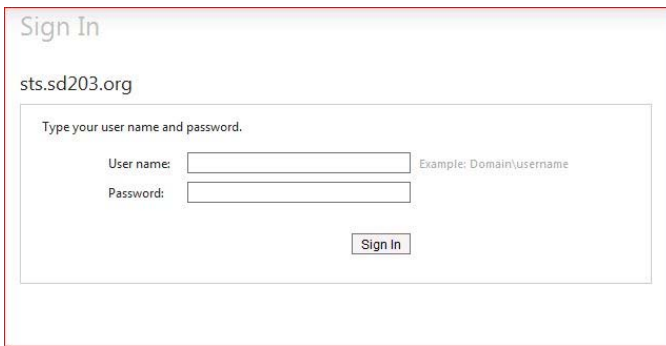 Sign In
sts.sd203.org
Type your user name and password.
User name: Example: Domain\username
Password:
Sign In